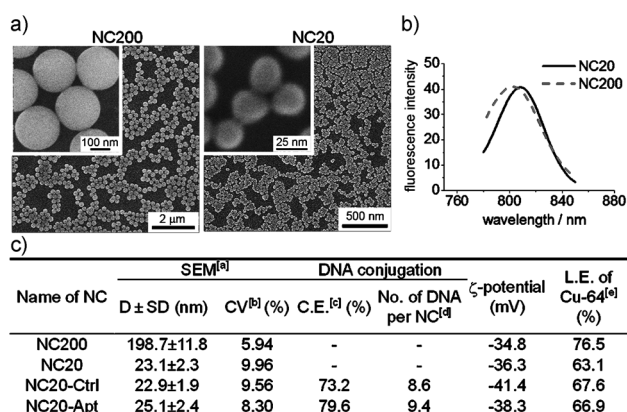 a) NC200 NC20
100 nm
2 μm
25 nm
500 nm
b)
fluorescence intensity
50
40
30
20
10
0
NC20
NC200
760 800 840 880
wavelength / nm
c)
Name of NC SEM[a] DNA conjugation ζ-potential (mV) L.E. of Cu-64[e] (%)
D ± SD (nm) CV[b] (%) C.E.[c] (%) No. of DNA per NC[d]
NC200 198.7±11.8 5.94 - - -34.8 76.5
NC20 23.1±2.3 9.96 - - -36.3 63.1
NC20-Ctrl 22.9±1.9 9.56 73.2 8.6 -41.4 67.6
NC20-Apt 25.1±2.4 8.30 79.6 9.4 -38.3 66.9